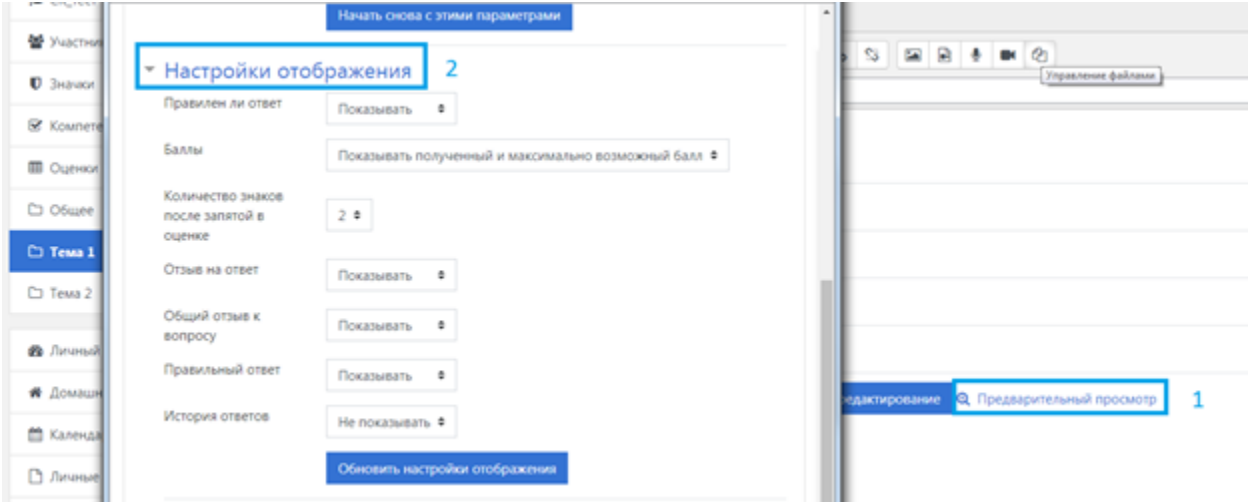 Участни
Значки
Компете
Оценки
Общее
Тема 1
Тема 2
Личный
Домашн
Календа
Личные
Начать снова с этими параметрами
Настройки отображения 2
Правилен ли ответ Показывать
Баллы Показывать полученный и максимально возможный балл
Количество знаков
после запятой в 2
оценке
Отзыв на ответ Показывать
Общий отзыв к
вопросу Показывать
Правильный ответ Показывать
История ответов Не показывать
Обновить настройки отображения
Управление файлами
едактирование Предварительный просмотр 1